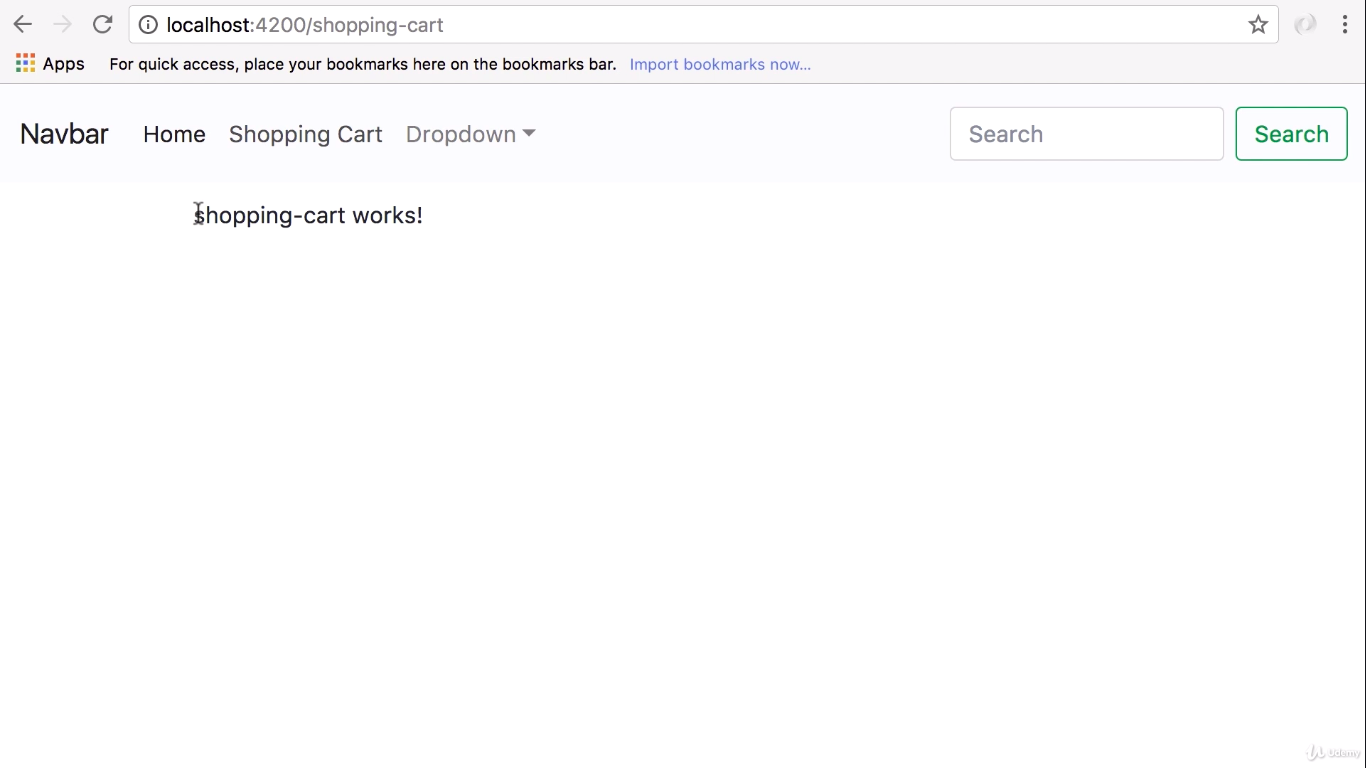 localhost:4200/shopping-cart
Apps For quick access, place your bookmarks here on the bookmarks bar. Import bookmarks now...
Navbar Home Shopping Cart Dropdown Search Search
shopping-cart works!
Udemy